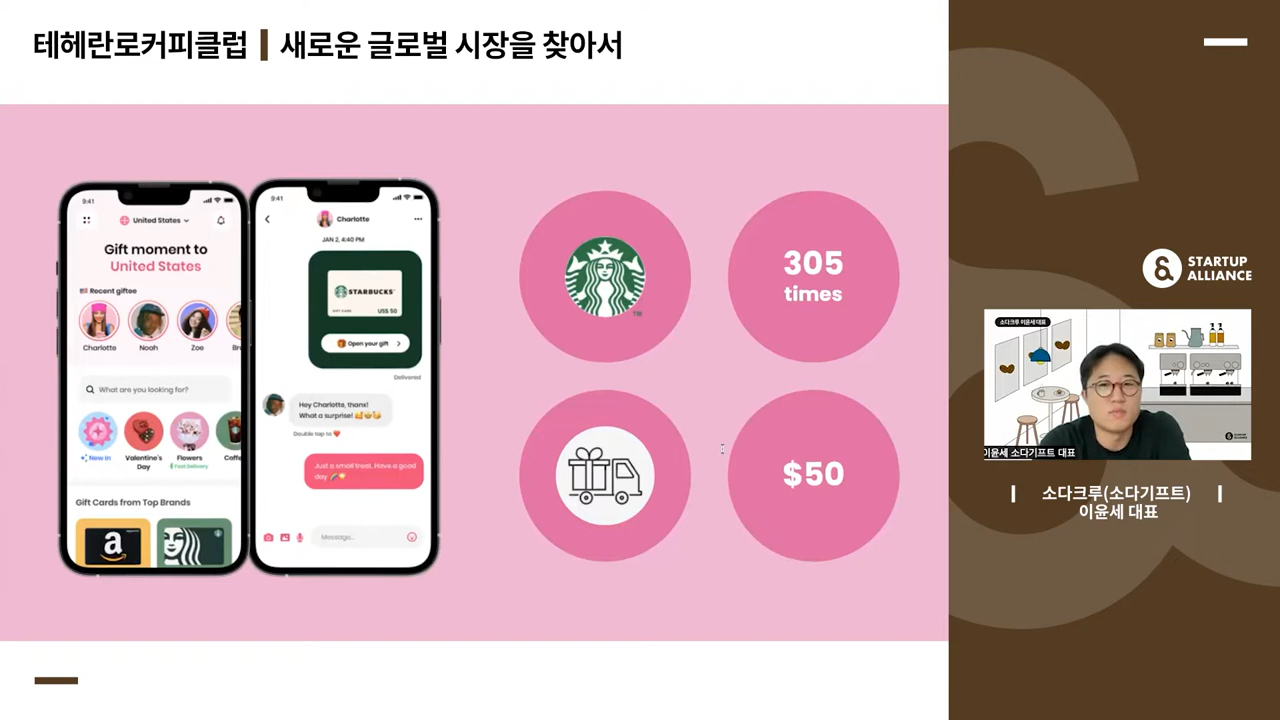 테헤란로커피클럽 | 새로운 글로벌 시장을 찾아서
9:41
United States
Gift moment to
United States
Recent giftee
Charlotte
Noah
Zoe
What are you looking for?
New In
Valentine's
Day
Flowers
Fast Delivery
Gift Cards from Top Brands
a
9:41
Charlotte
JAN 2, 4:40 PM
STARBUCKS
GIFT CARD
US$ 50
Open your gift
Delivered
Hey Charlotte, thanx!
What a surprise!
Double tap to
Just a small treat. Have a good
day
Message...
305
times
$50
TM
STARTUP
ALLIANCE
소다크루 이윤세 대표
이윤세 소다기프트 대표
소다크루(소다기프트)
이윤세 대표